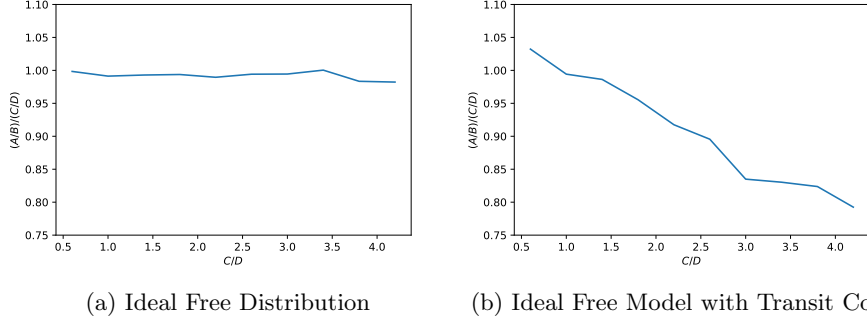 1.10
1.05
1.00
0.95
0.90
0.85
0.80
0.75
(A/B)/(C/D)
0.5 1.0 1.5 2.0 2.5 3.0 3.5 4.0
C/D
(a) Ideal Free Distribution
1.10
1.05
1.00
0.95
0.90
0.85
0.80
0.75
(A/B)/(C/D)
0.5 1.0 1.5 2.0 2.5 3.0 3.5 4.0
C/D
(b) Ideal Free Model with Transit Co